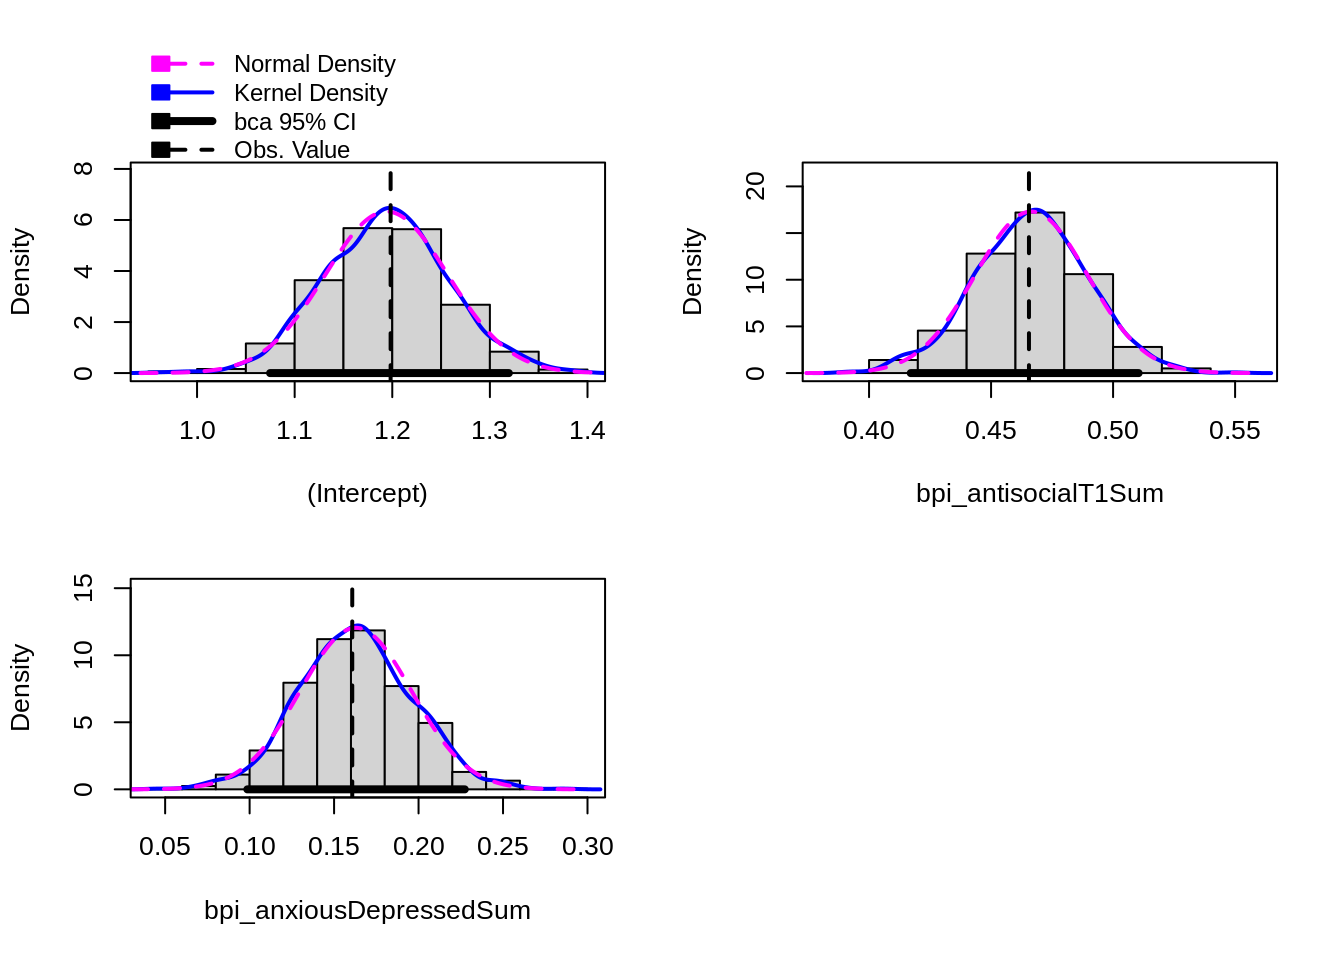 Normal Density
Kernel Density
bca 95% CI
Obs. Value
Density
0 2 4 6 8
1.0 1.1 1.2 1.3 1.4
(Intercept)
Density
0 5 10 20
0.40 0.45 0.50 0.55
bpi_antisocialT1Sum
Density
0 5 10 15
0.05 0.10 0.15 0.20 0.25 0.30
bpi_anxiousDepressedSum